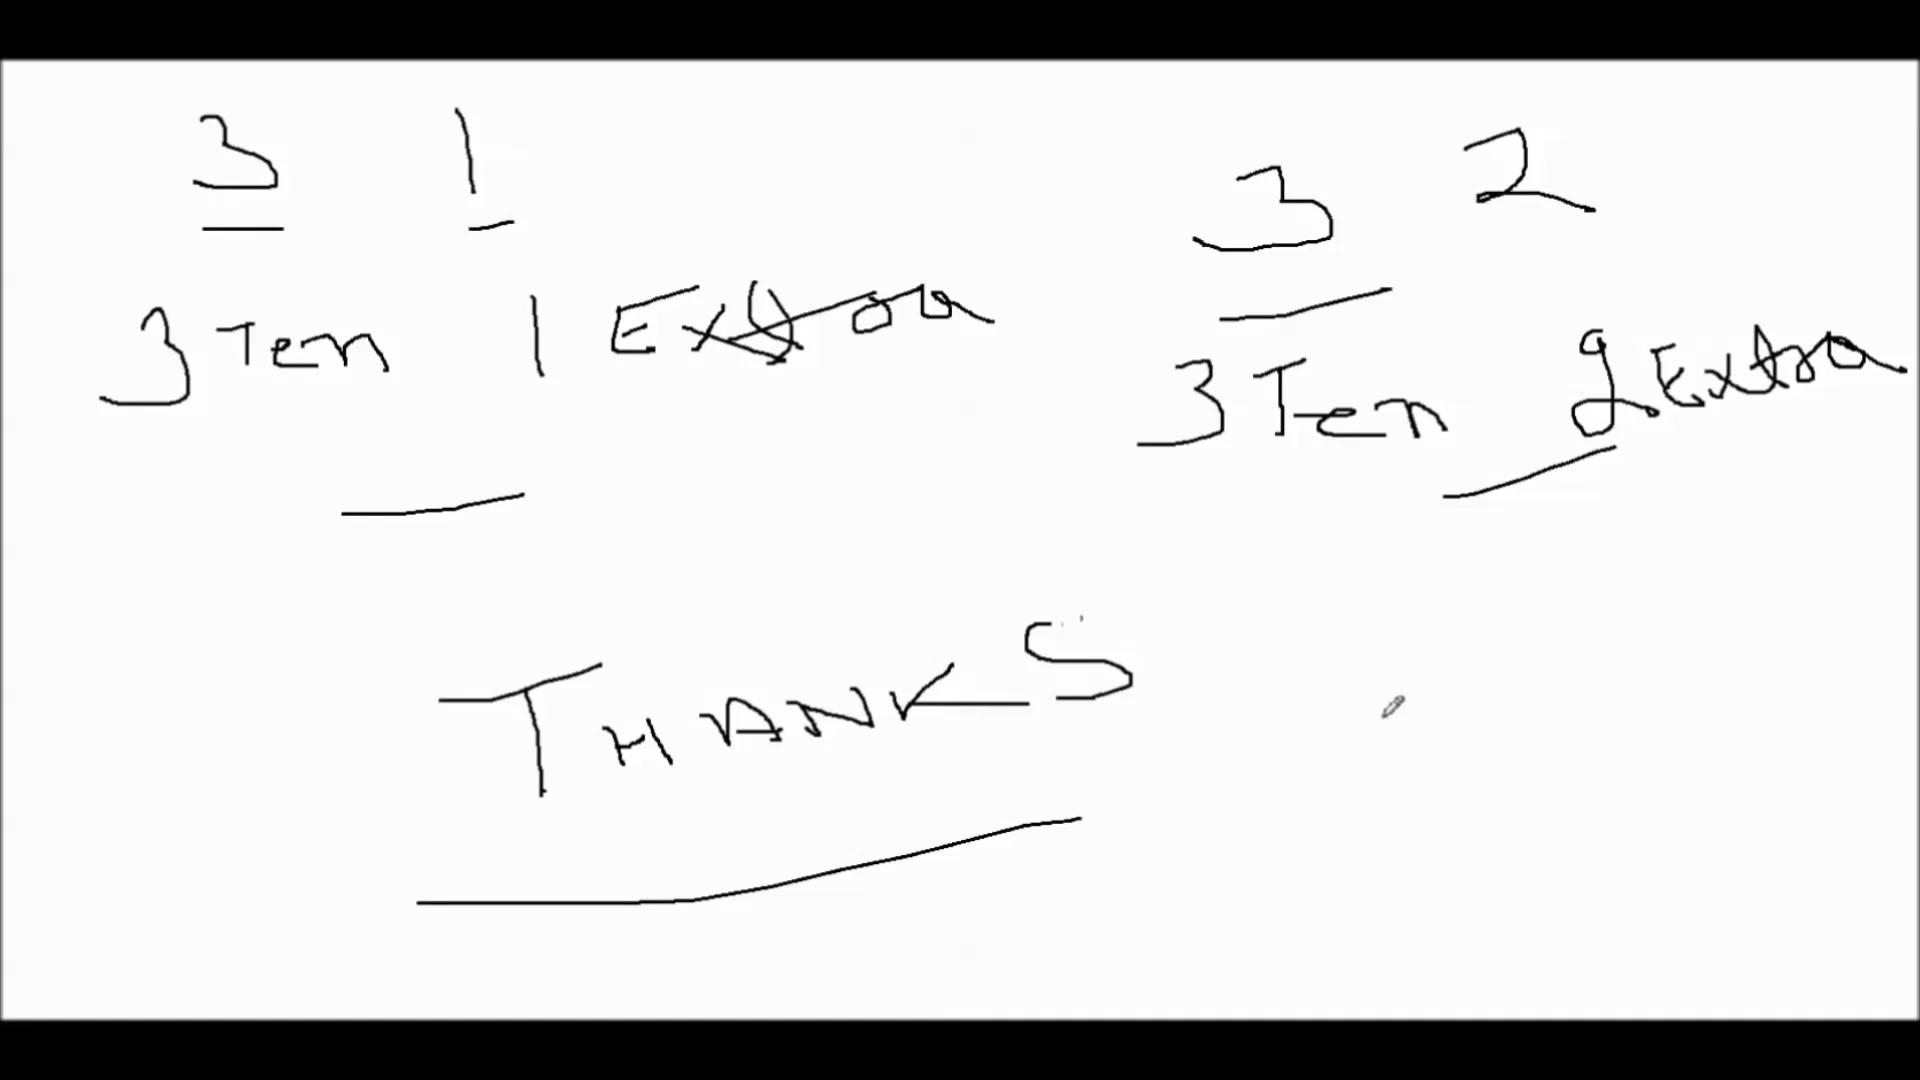 3 1
3 Ten 1 Extra
3 2
3 Ten 2 Extra
THANKS